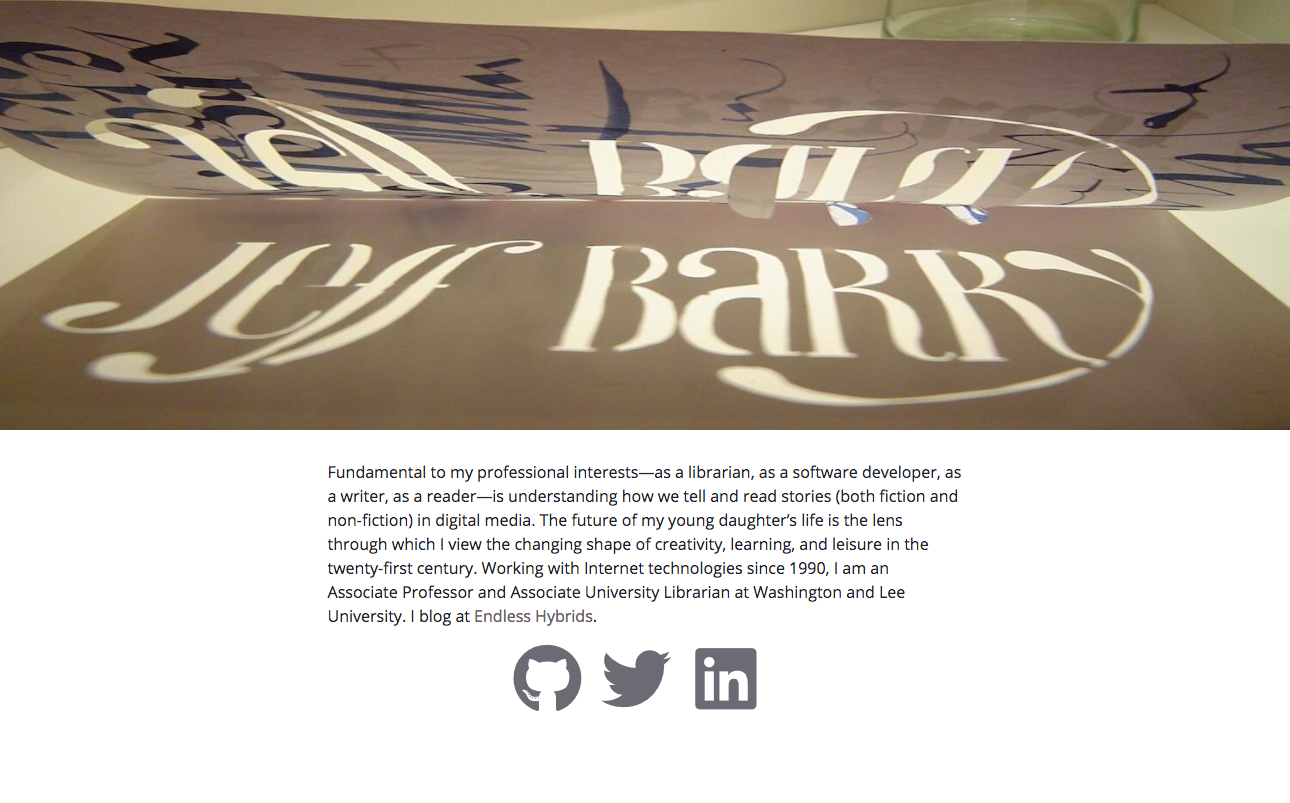 Jeff Barry
Jeff BaRRy
Fundamental to my professional interests—as a librarian, as a software developer, as
a writer, as a reader—is understanding how we tell and read stories (both fiction and
non-fiction) in digital media. The future of my young daughter’s life is the lens
through which I view the changing shape of creativity, learning, and leisure in the
twenty-first century. Working with Internet technologies since 1990, I am an
Associate Professor and Associate University Librarian at Washington and Lee
University. I blog at Endless Hybrids.
in